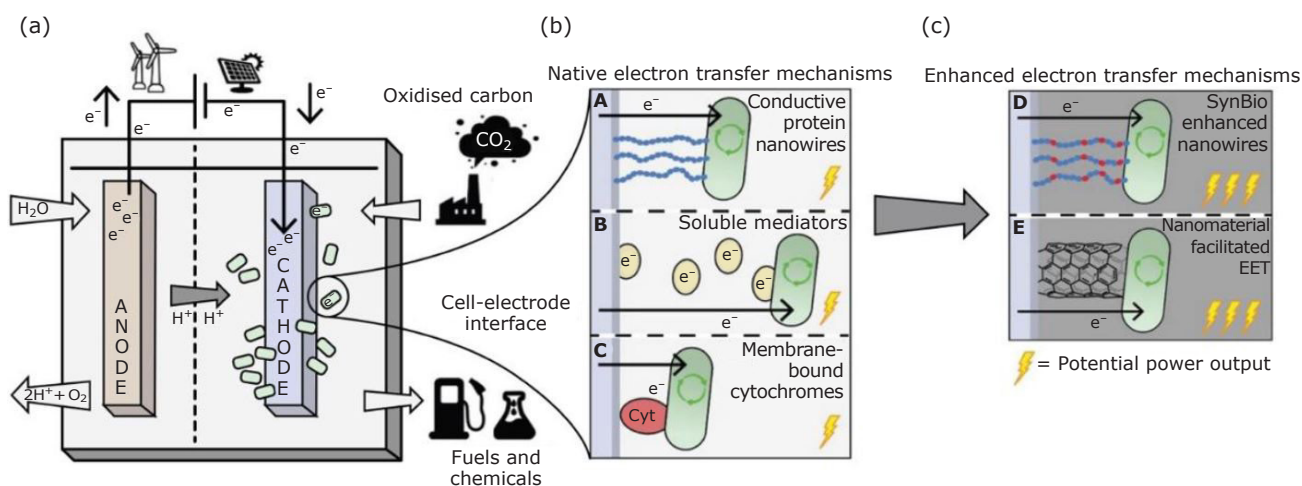 (a)
e⁻
e⁻
e⁻
e⁻
e⁻
H₂O
e⁻
e⁻
e⁻
ANODE
H⁺
H⁺
2H⁺ + O₂
e⁻
e⁻
e⁻
CATHODE
e⁻
Oxidised carbon
CO₂
Cell-electrode
interface
Fuels and
chemicals
(b)
Native electron transfer mechanisms
A
e⁻
Conductive
protein
nanowires
B
Soluble mediators
e⁻
e⁻
e⁻
e⁻
e⁻
C
Membrane-
bound
cytochromes
e⁻
Cyt
(c)
Enhanced electron transfer mechanisms
D
e⁻
SynBio
enhanced
nanowires
E
Nanomaterial
facilitated
EET
e⁻
= Potential power output